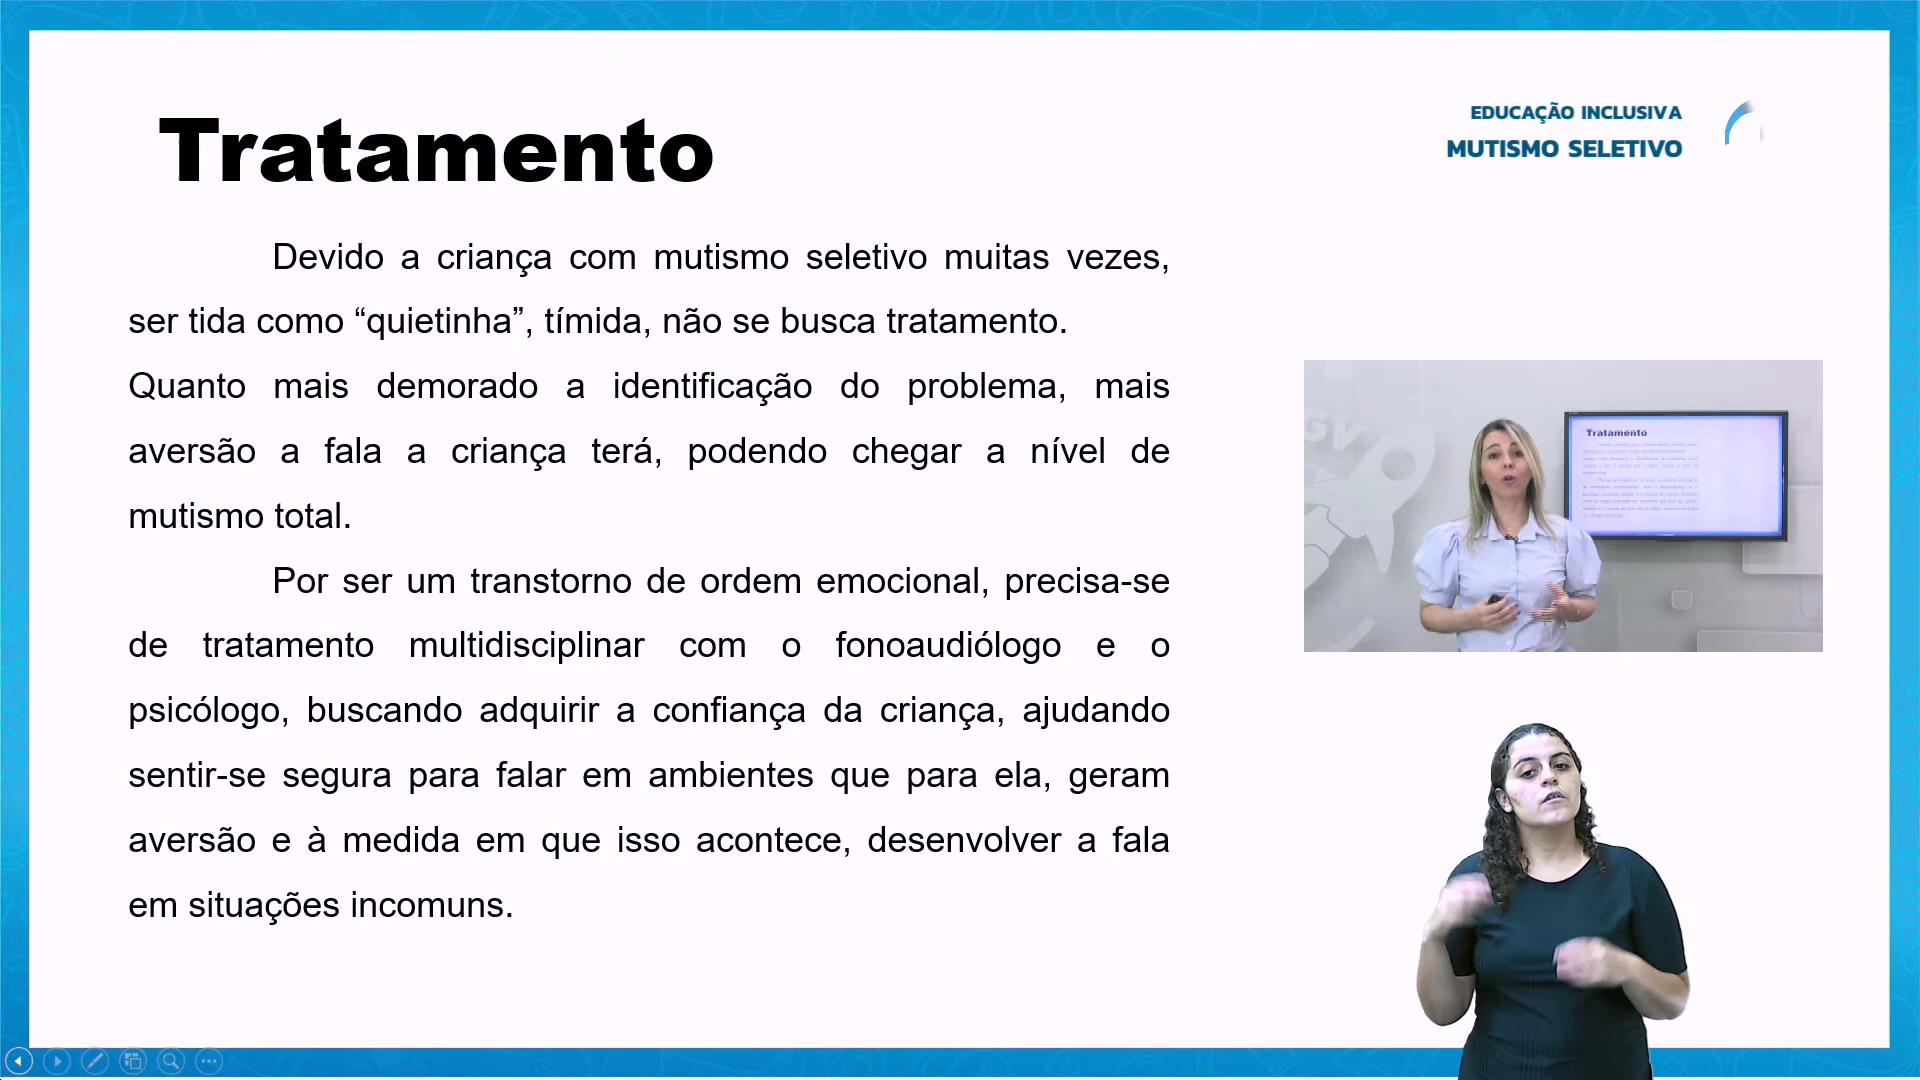 Tratamento
EDUCAÇÃO INCLUSIVA
MUTISMO SELETIVO
Devido a criança com mutismo seletivo muitas vezes,
ser tida como “quietinha”, tímida, não se busca tratamento.
Quanto mais demorado a identificação do problema, mais
aversão a fala a criança terá, podendo chegar a nível de
mutismo total.
Por ser um transtorno de ordem emocional, precisa-se
de tratamento multidisciplinar com o fonoaudiólogo e o
psicólogo, buscando adquirir a confiança da criança, ajudando
sentir-se segura para falar em ambientes que para ela, geram
aversão e à medida em que isso acontece, desenvolver a fala
em situações incomuns.
Tratamento